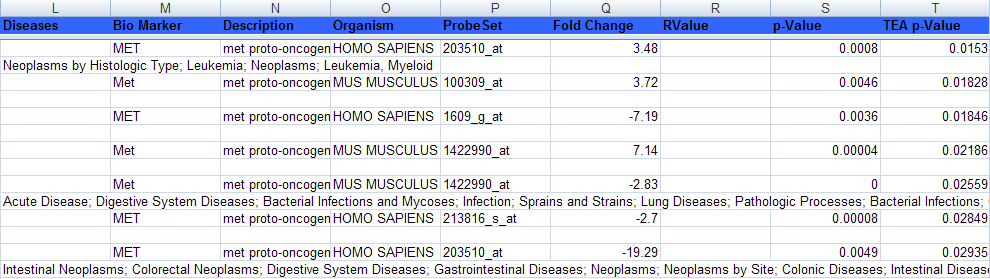 L M N O P Q R S T
Diseases Bio Marker Description Organism ProbeSet Fold Change RValue p-Value TEA p-Value
MET met proto-oncogen HOMO SAPIENS 203510_at 3.48 0.0008 0.0153
Neoplasms by Histologic Type; Leukemia; Neoplasms; Leukemia, Myeloid
Met met proto-oncogen MUS MUSCULUS 100309_at 3.72 0.0046 0.01828
MET met proto-oncogen HOMO SAPIENS 1609_g_at -7.19 0.0036 0.01846
Met met proto-oncogen MUS MUSCULUS 1422990_at 7.14 0.00004 0.02186
Met met proto-oncogen MUS MUSCULUS 1422990_at -2.83 0 0.02559
Acute Disease; Digestive System Diseases; Bacterial Infections and Mycoses; Infection; Sprains and Strains; Lung Diseases; Pathologic Processes; Bacterial Infections;
MET met proto-oncogen HOMO SAPIENS 213816_s_at -2.7 0.00008 0.02849
MET met proto-oncogen HOMO SAPIENS 203510_at -19.29 0.0049 0.02935
Intestinal Neoplasms; Colorectal Neoplasms; Digestive System Diseases; Gastrointestinal Diseases; Neoplasms; Neoplasms by Site; Colonic Diseases; Intestinal Diseas